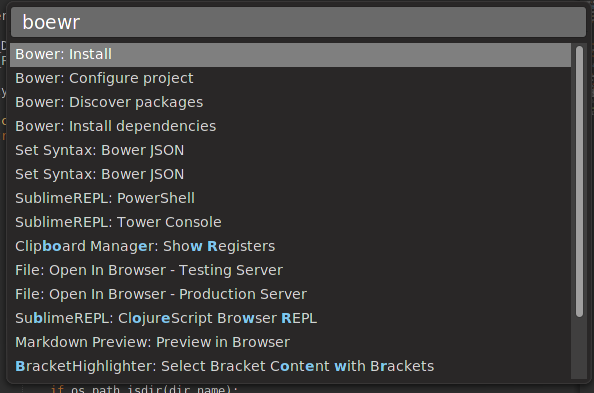 boewr
Bower: Install
Bower: Configure project
Bower: Discover packages
Bower: Install dependencies
Set Syntax: Bower JSON
Set Syntax: Bower JSON
SublimeREPL: PowerShell
SublimeREPL: Tower Console
Clipboard Manager: Show Registers
File: Open In Browser - Testing Server
File: Open In Browser - Production Server
SublimeREPL: ClojureScript Browser REPL
Markdown Preview: Preview in Browser
BracketHighlighter: Select Bracket Content with Brackets
if os.path.isdir(dir_name):